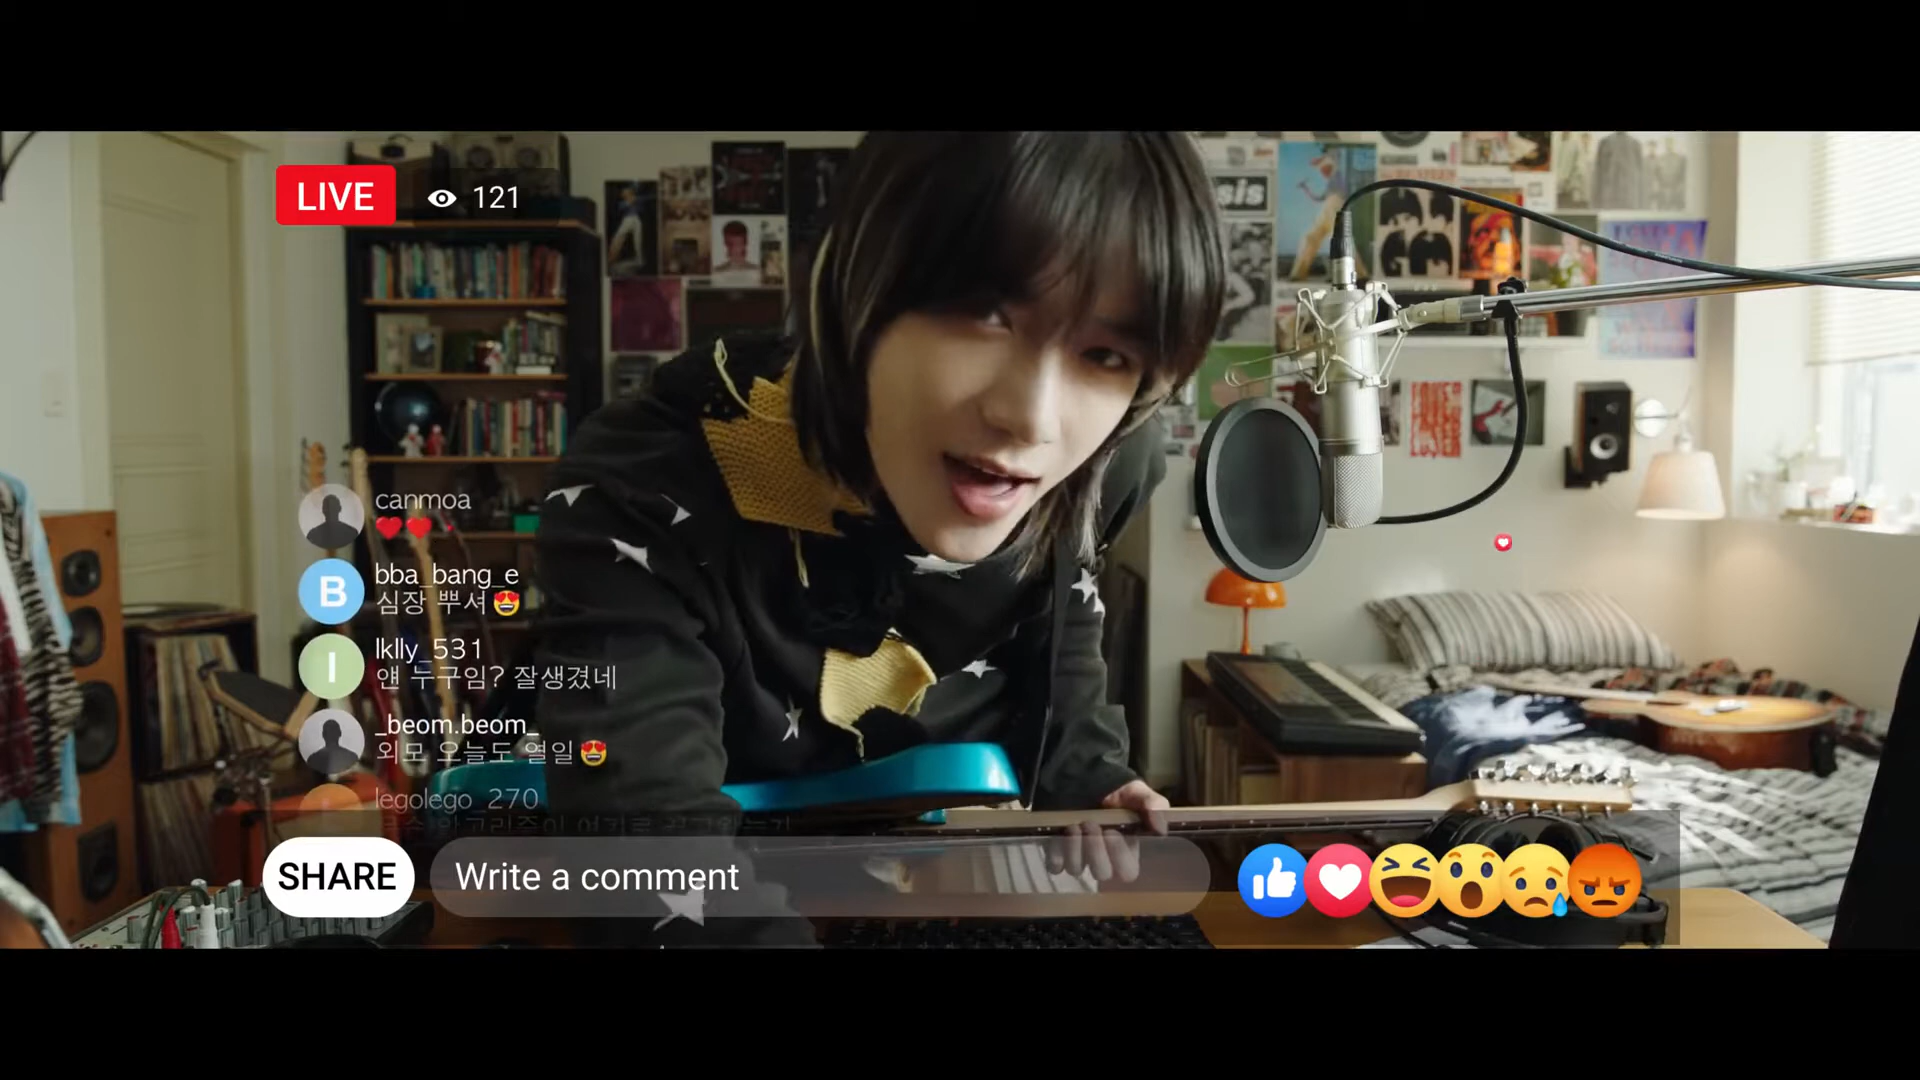 LIVE
121
sis
canmoa
bba_bang_e
심장 뿌셔😍
lklly_531
얜 누구임? 잘생겼네
_beom.beom_
외모 오늘도 열일😍
legolego_270
SHARE
Write a comment